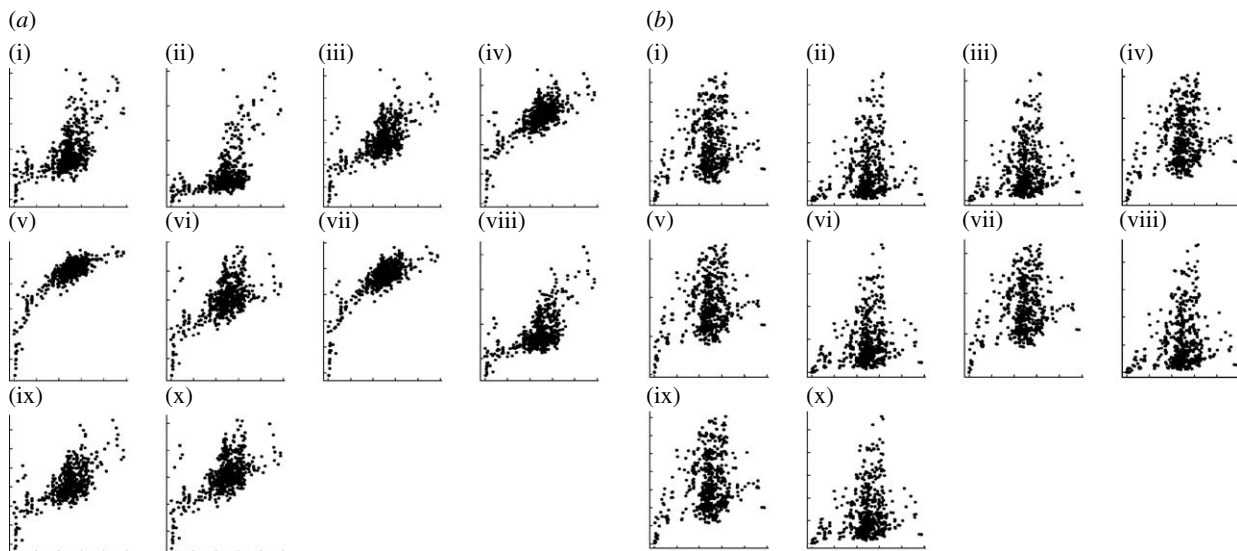 (a) (b)
(i) (ii) (iii) (iv) (i) (ii) (iii) (iv)
(v) (vi) (vii) (viii) (v) (vi) (vii) (viii)
(ix) (x) (ix) (x)